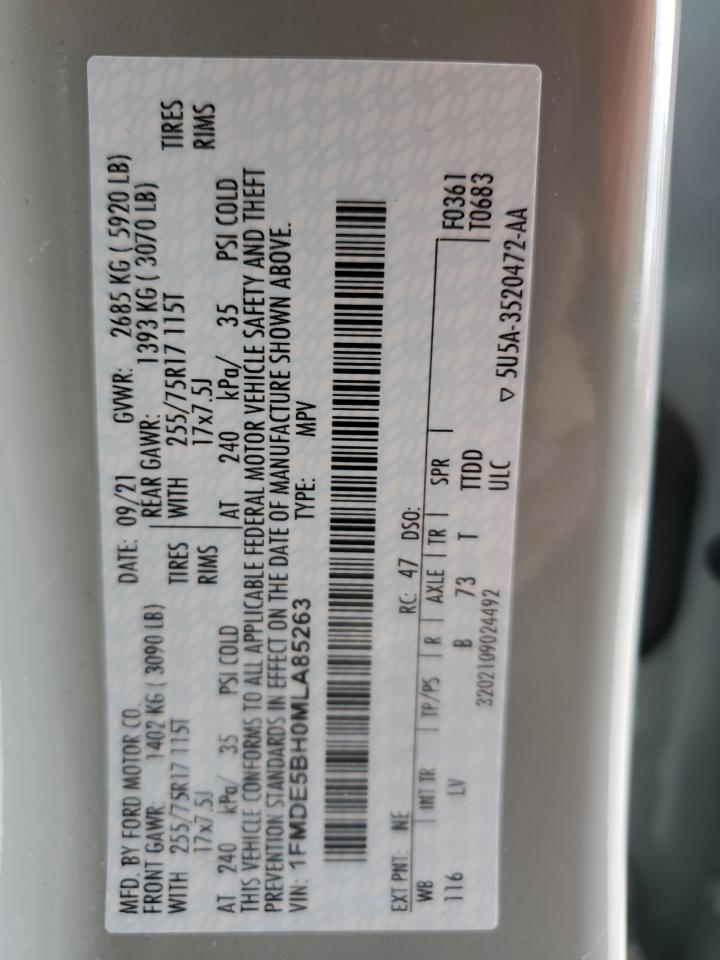 MFD. BY FORD MOTOR CO. DATE: 09/21 GVWR: 2685 KG ( 5920 LB)
FRONT GAWR: 1402 KG ( 3090 LB) REAR GAWR: 1393 KG ( 3070 LB)
WITH 255/75R17 115T TIRES WITH 255/75R17 115T TIRES
17x7.5J RIMS 17x7.5J RIMS
AT 240 kPa/ 35 PSI COLD AT 240 kPa/ 35 PSI COLD
THIS VEHICLE CONFORMS TO ALL APPLICABLE FEDERAL MOTOR VEHICLE SAFETY AND THEFT
PREVENTION STANDARDS IN EFFECT ON THE DATE OF MANUFACTURE SHOWN ABOVE.
VIN: 1FMDE5BH0MLA85263 TYPE: MPV
EXT PNT: NE RC: 47 DSO:
WB INT TR TP/PS R AXLE TR SPR F0361
116 LV B 73 T TTDD T0683
3202109024492 ULC
▽ 5U5A-3520472-AA